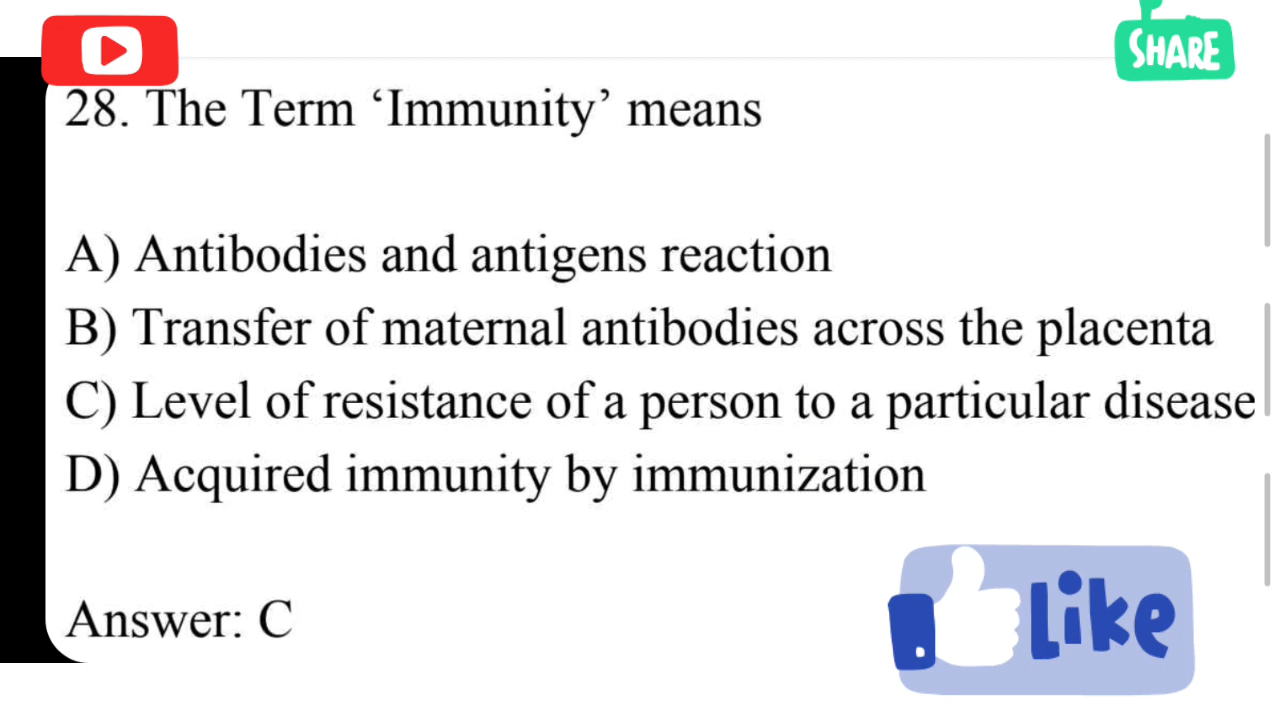 SHARE
28. The Term ‘Immunity’ means
A) Antibodies and antigens reaction
B) Transfer of maternal antibodies across the placenta
C) Level of resistance of a person to a particular disease
D) Acquired immunity by immunization
Answer: C
Like